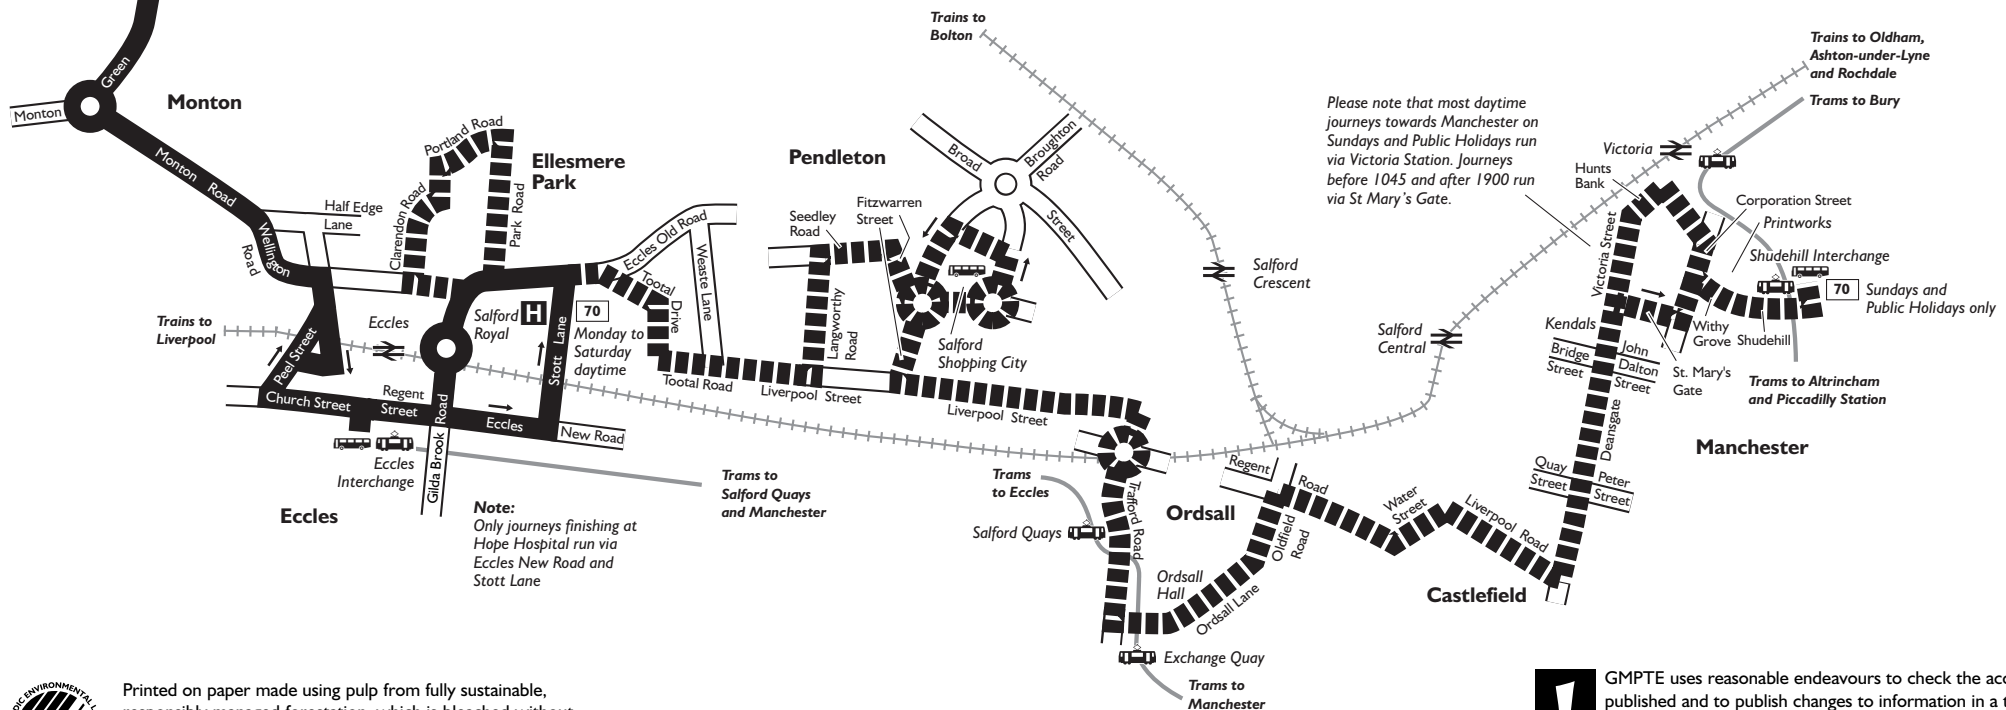 Trains to
Bolton
Trains to Oldham,
Ashton-under-Lyne
and Rochdale
Trams to Bury
Green
Monton
Monton
Monton Road
Portland Road
Ellesmere
Park
Park Road
Clarendon Road
Half Edge
Lane
Wellington
Road
Pendleton
Broad
Street
Broughton
Road
Fitzwarren
Street
Seedley
Road
Please note that most daytime
journeys towards Manchester on
Sundays and Public Holidays run
via Victoria Station. Journeys
before 1045 and after 1900 run
via St Mary's Gate.
Victoria
Hunts
Bank
Corporation Street
Printworks
Shudehill Interchange
70
Sundays and
Public Holidays only
Victoria Street
Withy
Grove
Shudehill
Kendals
Bridge
Street
John
Dalton
Street
St. Mary's
Gate
Trams to Altrincham
and Piccadilly Station
Eccles Old Road
Weaste Lane
Tootal
Drive
Langworthy
Road
Salford
Shopping City
Salford
Crescent
Salford
Central
Trains to
Liverpool
Eccles
Peel Street
Salford
Royal
H
Stott Lane
70
Monday to
Saturday
daytime
Tootal Road
Liverpool Street
Liverpool Street
Church Street
Regent
Street
Eccles
New Road
Gilda Brook Road
Eccles
Interchange
Eccles
Trams to
Salford Quays
and Manchester
Note:
Only journeys finishing at
Hope Hospital run via
Eccles New Road and
Stott Lane
Trams
to Eccles
Salford Quays
Trafford Road
Ordsall
Regent
Road
Oldfield
Road
Ordsall
Hall
Ordsall Lane
Exchange Quay
Trams to
Manchester
Water
Street
Liverpool Road
Castlefield
Deansgate
Quay
Street
Peter
Street
Manchester
Printed on paper made using pulp from fully sustainable,
GMPTE uses reasonable endeavours to check the
published and to publish changes to information in a